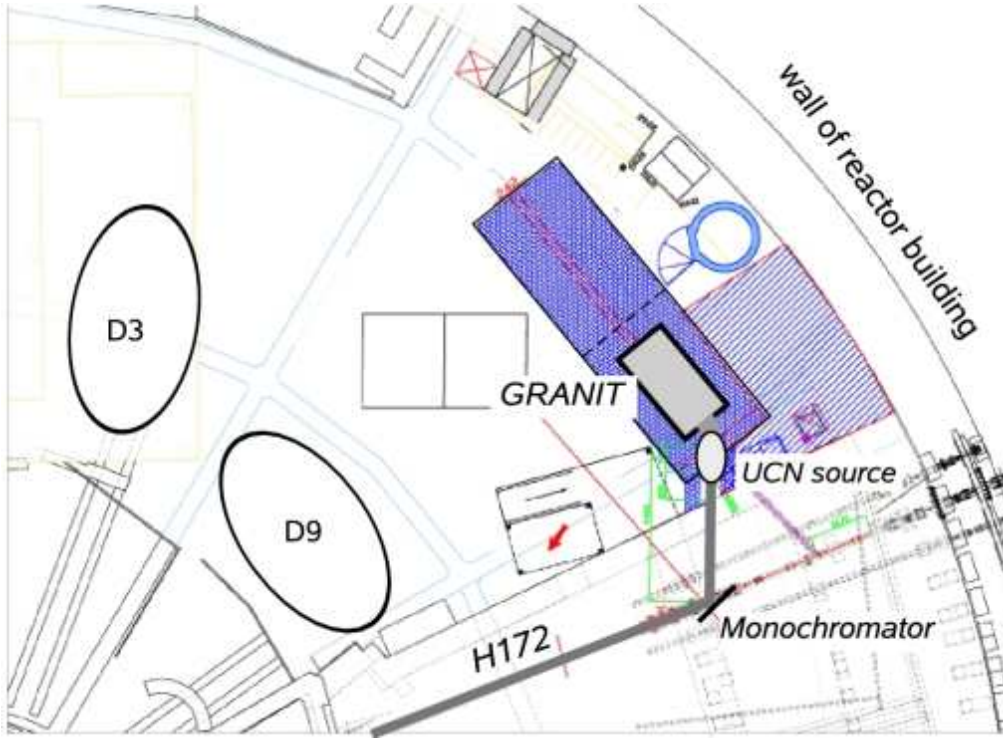 wall of reactor building
D3
GRANIT
UCN source
D9
Monochromator
H172